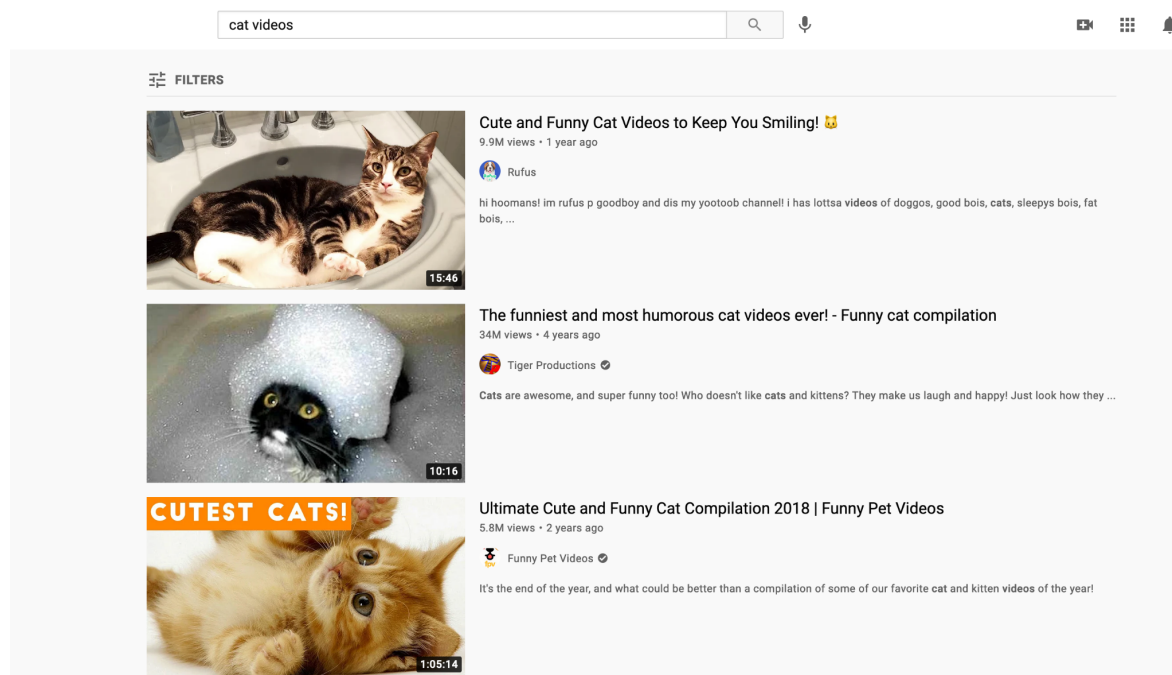 cat videos
FILTERS
Cute and Funny Cat Videos to Keep You Smiling! 🐱
9.9M views • 1 year ago
Rufus
hi hoomans! im rufus p goodboy and dis my yootoob channel! i has lottsa videos of doggos, good bois, cats, sleepys bois, fat
bois, ...
15:46
The funniest and most humorous cat videos ever! - Funny cat compilation
34M views • 4 years ago
Tiger Productions
Cats are awesome, and super funny too! Who doesn't like cats and kittens? They make us laugh and happy! Just look how they ...
10:16
CUTEST CATS!
Ultimate Cute and Funny Cat Compilation 2018 | Funny Pet Videos
5.8M views • 2 years ago
fpv
Funny Pet Videos
It's the end of the year, and what could be better than a compilation of some of our favorite cat and kitten videos of the year!
1:05:14